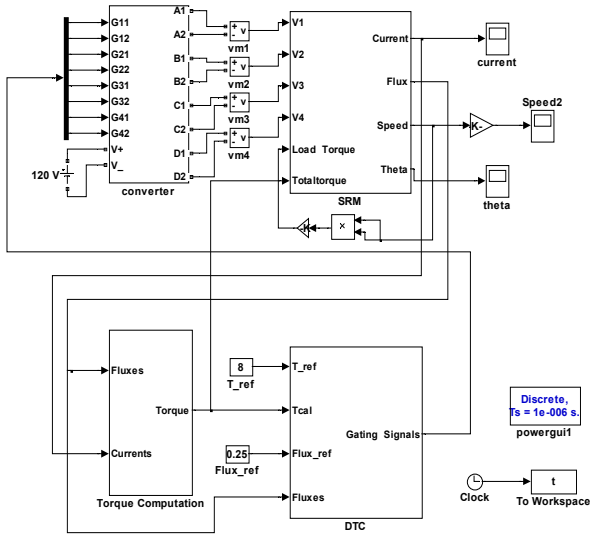 G11
G12
G21
G22
G31
G32
G41
G42
V+
V_
A1
A2
B1
B2
C1
C2
D1
D2
converter
120 V
+
-
v
vm1
+
-
v
vm2
+
-
v
vm3
+
-
v
vm4
V1
V2
V3
V4
Load Torque
Totaltorque
Current
Flux
Speed
Theta
SRM
current
-K-
Speed2
theta
-K-
×
Fluxes
Currents
Torque
Torque Computation
8
T_ref
0.25
Flux_ref
T_ref
Tcal
Flux_ref
Fluxes
Gating Signals
DTC
Discrete,
Ts = 1e-006 s.
powergui1
Clock
t
To Workspace